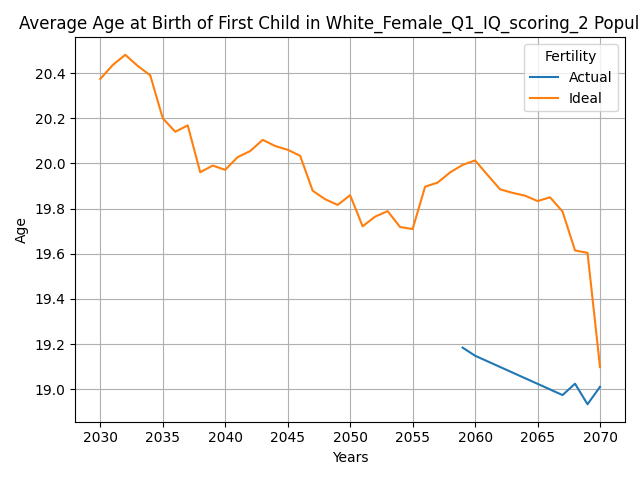 Average Age at Birth of First Child in White_Female_Q1_IQ_scoring_2 Popul
Fertility
Actual
Ideal
20.4
20.2
20.0
19.8
19.6
19.4
19.2
19.0
Age
2030 2035 2040 2045 2050 2055 2060 2065 2070
Years